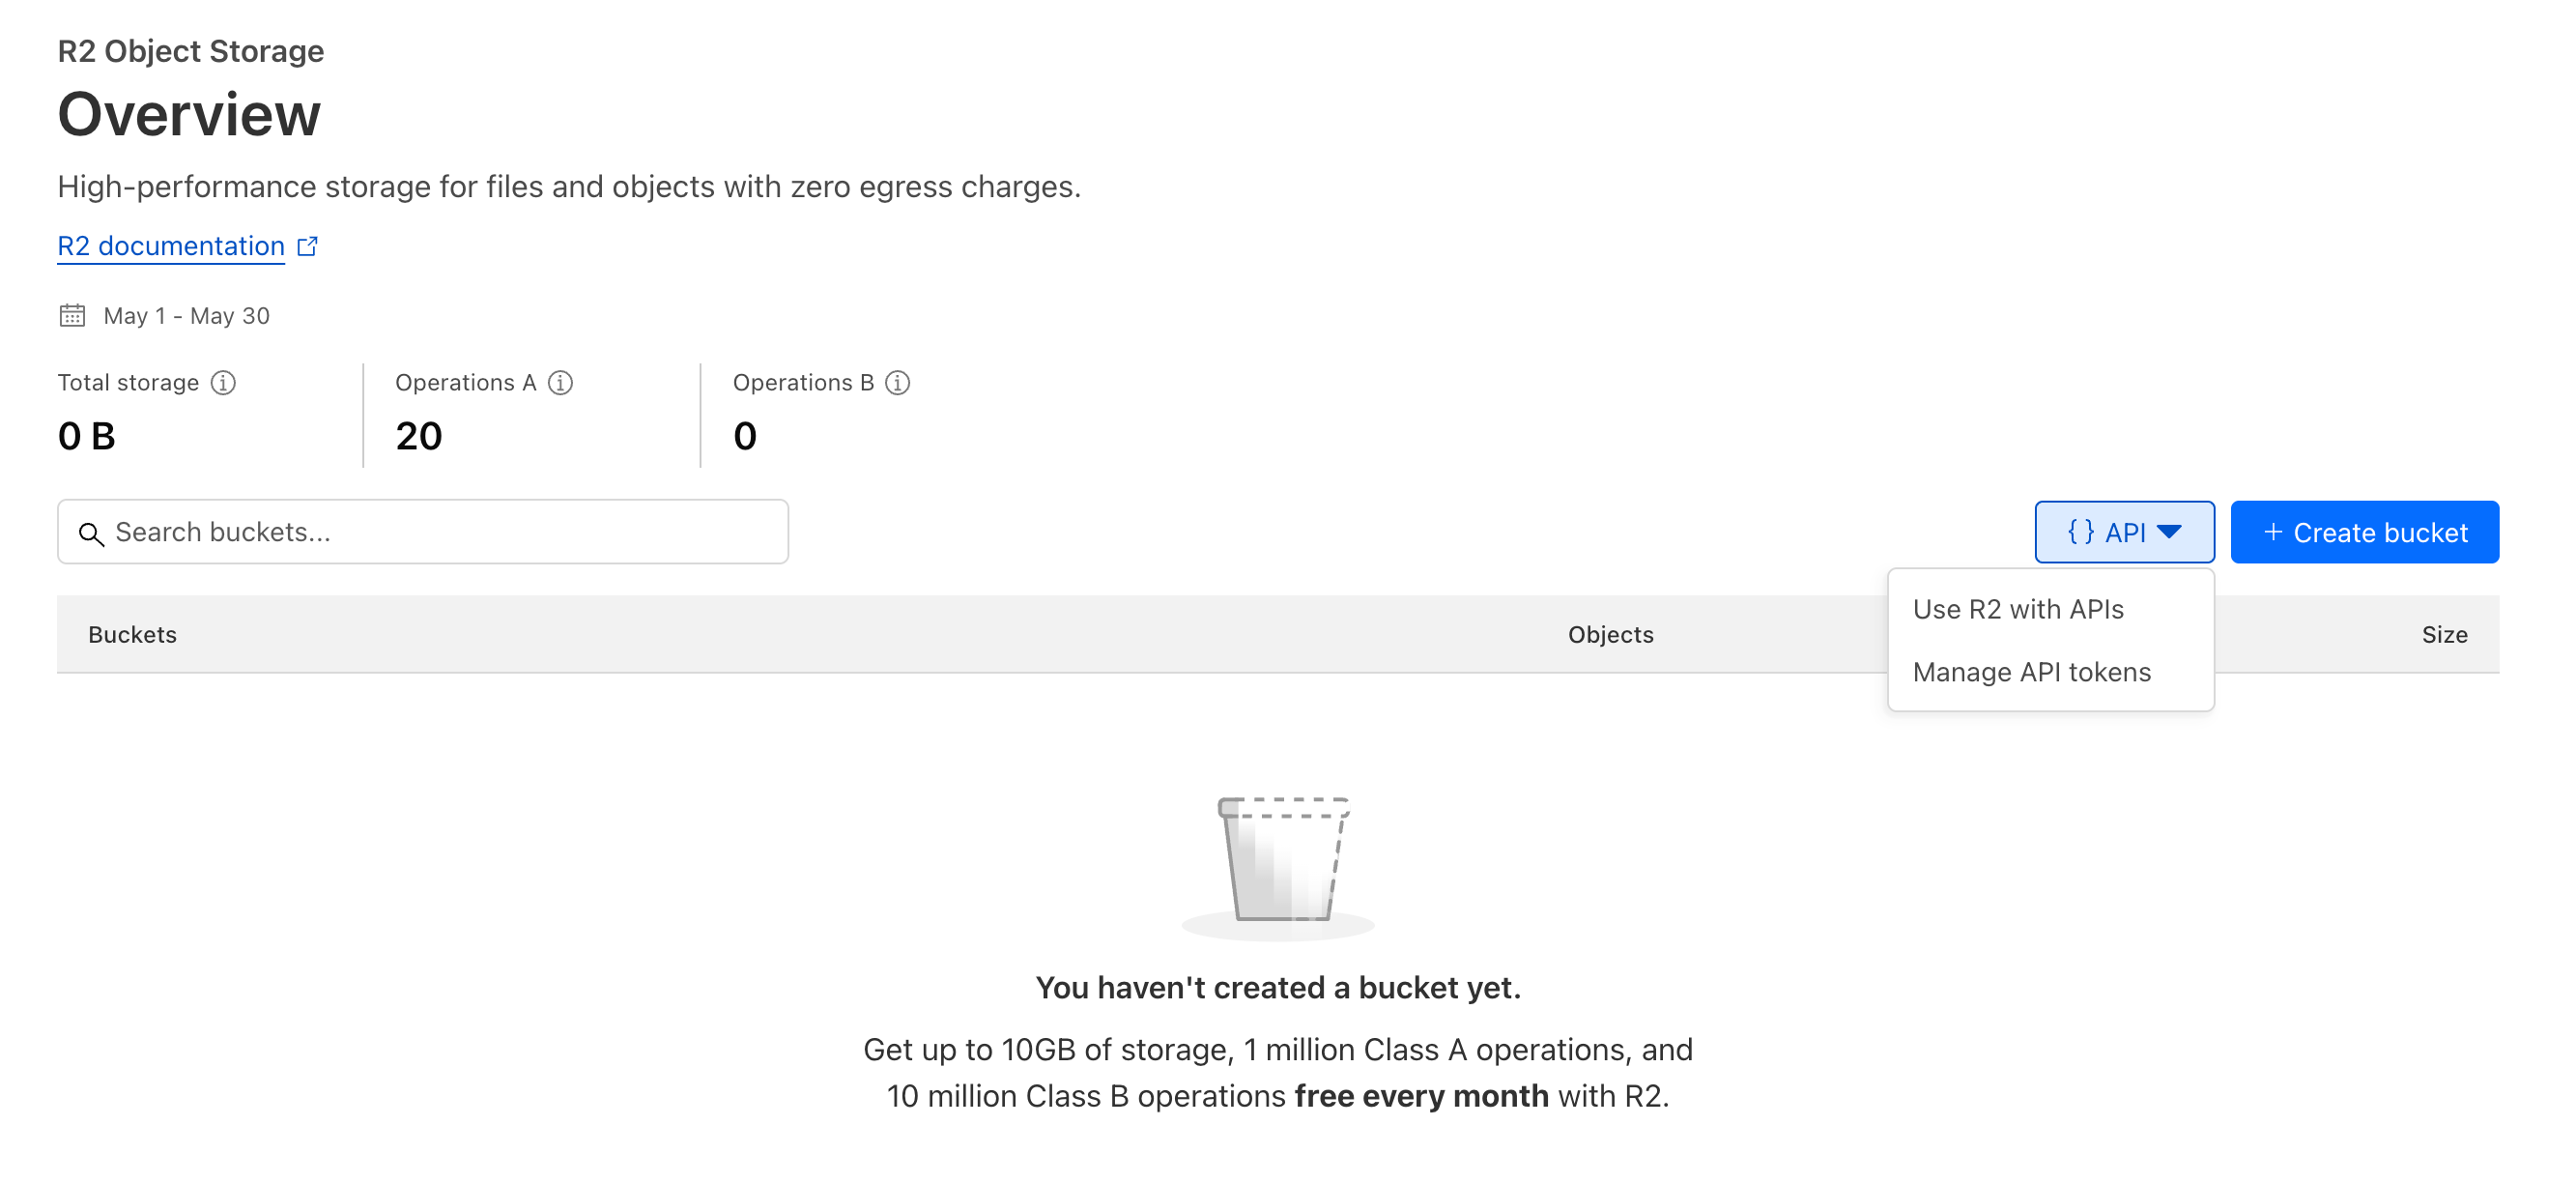 R2 Object Storage
Overview
High-performance storage for files and objects with zero egress charges.
R2 documentation
May 1 - May 30
Total storage
0 B
Operations A
20
Operations B
0
Search buckets...
{ } API
+ Create bucket
Use R2 with APIs
Manage API tokens
Buckets Objects Size
You haven't created a bucket yet.
Get up to 10GB of storage, 1 million Class A operations, and
10 million Class B operations free every month with R2.